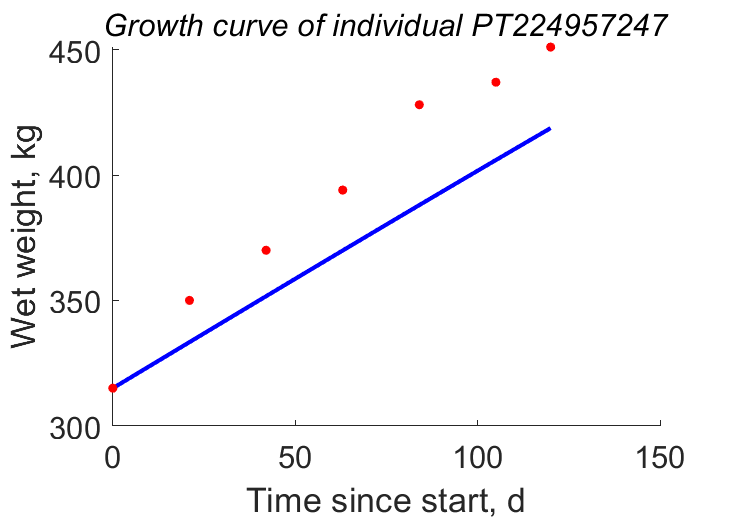 Growth curve of individual PT224957247
Wet weight, kg
450
400
350
300
0
50
100
150
Time since start, d